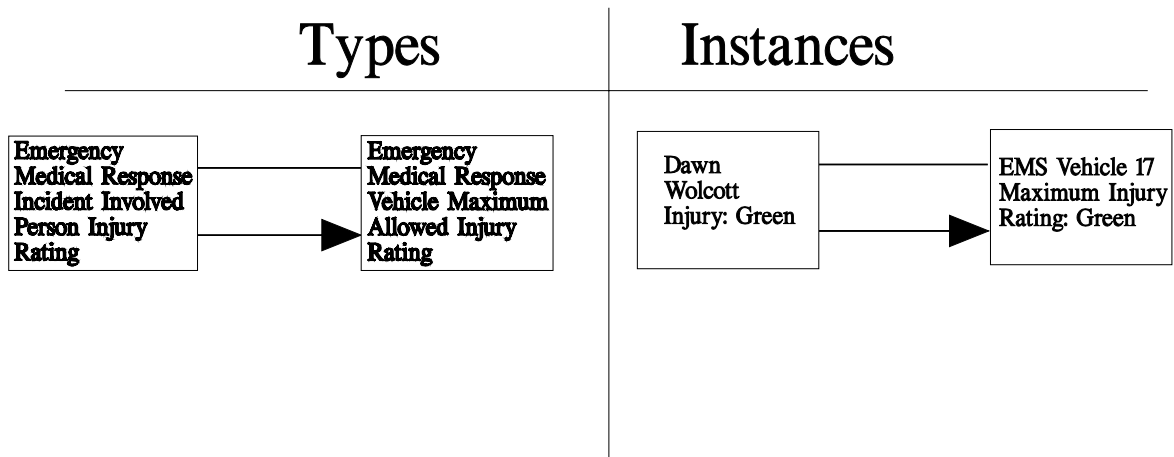 Types
Instances
Emergency
Medical Response
Incident Involved
Person Injury
Rating
Emergency
Medical Response
Vehicle Maximum
Allowed Injury
Rating
Dawn
Wolcott
Injury: Green
EMS Vehicle 17
Maximum Injury
Rating: Green